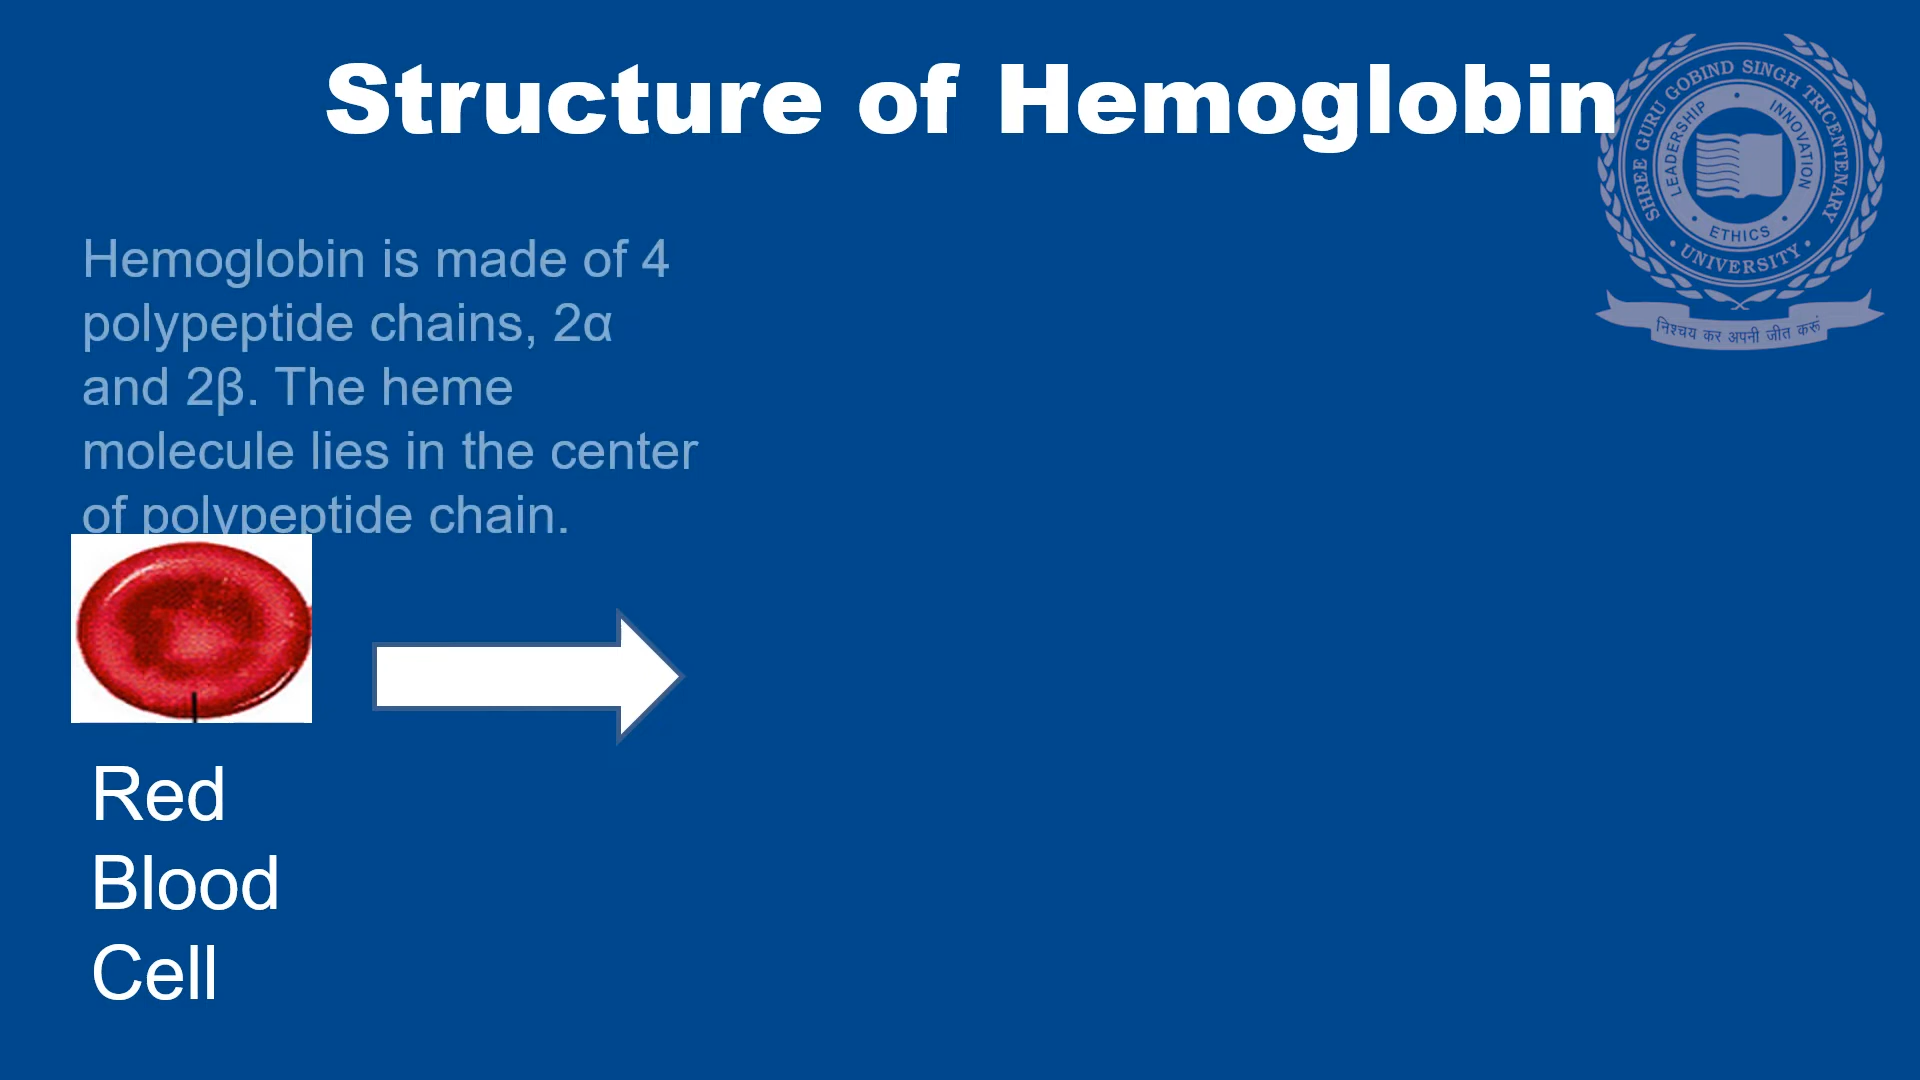 Structure of Hemoglobin
SHREE GURU GOBIND SINGH TRICENTENARY
UNIVERSITY
LEADERSHIP
INNOVATION
ETHICS
निश्चय कर अपनी जीत करूं
Hemoglobin is made of 4
polypeptide chains, 2α
and 2β. The heme
molecule lies in the center
of polypeptide chain.
Red
Blood
Cell